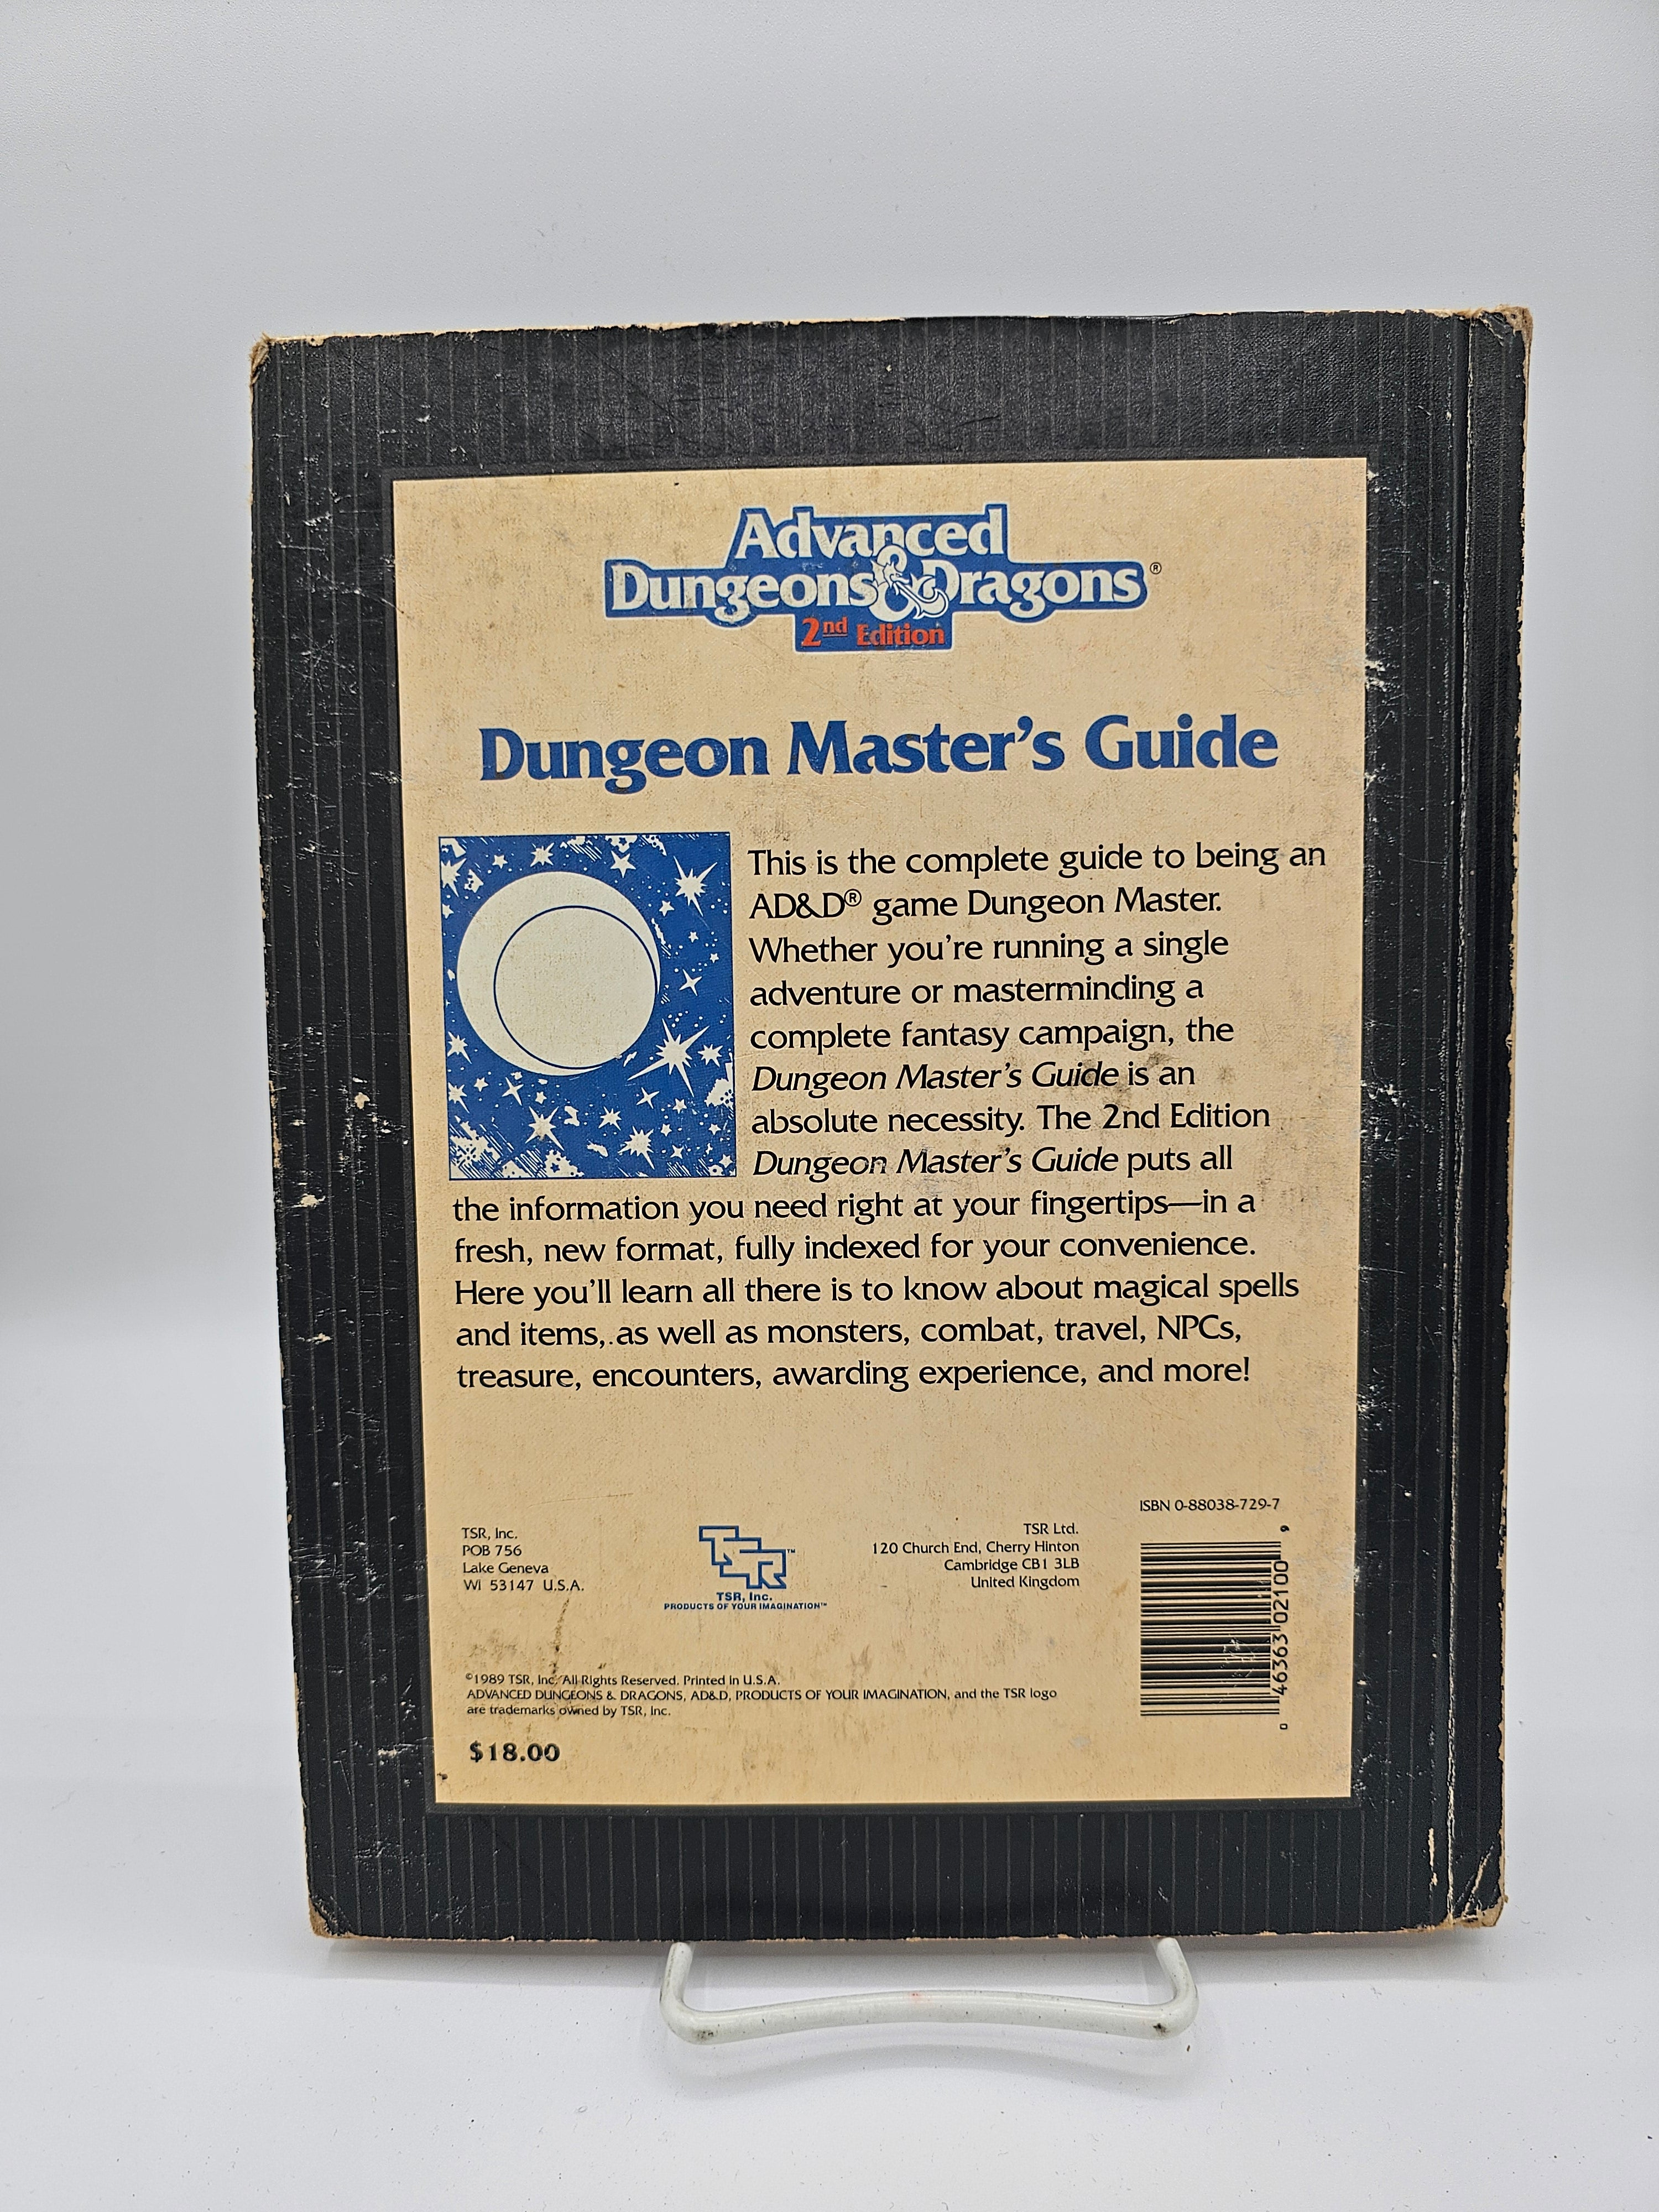 Advanced
Dungeons & Dragons®
2nd Edition
Dungeon Master's Guide
This is the complete guide to being an
AD&D® game Dungeon Master.
Whether you're running a single
adventure or masterminding a
complete fantasy campaign, the
Dungeon Master's Guide is an
absolute necessity. The 2nd Edition
Dungeon Master's Guide puts all
the information you need right at your fingertips—in a
fresh, new format, fully indexed for your convenience.
Here you'll learn all there is to know about magical spells
and items, as well as monsters, combat, travel, NPCs,
treasure, encounters, awarding experience, and more!
TSR, Inc.
POB 756
Lake Geneva
WI 53147 U.S.A.
TSR™
TSR, Inc.
PRODUCTS OF YOUR IMAGINATION™
TSR Ltd.
120 Church End, Cherry Hinton
Cambridge CB1 3LB
United Kingdom
ISBN 0-88038-729-7
0 46363 02100 9
©1989 TSR, Inc. All Rights Reserved. Printed in U.S.A.
ADVANCED DUNGEONS & DRAGONS, AD&D, PRODUCTS OF YOUR IMAGINATION, and the TSR logo
are trademarks owned by TSR, Inc.
$18.00